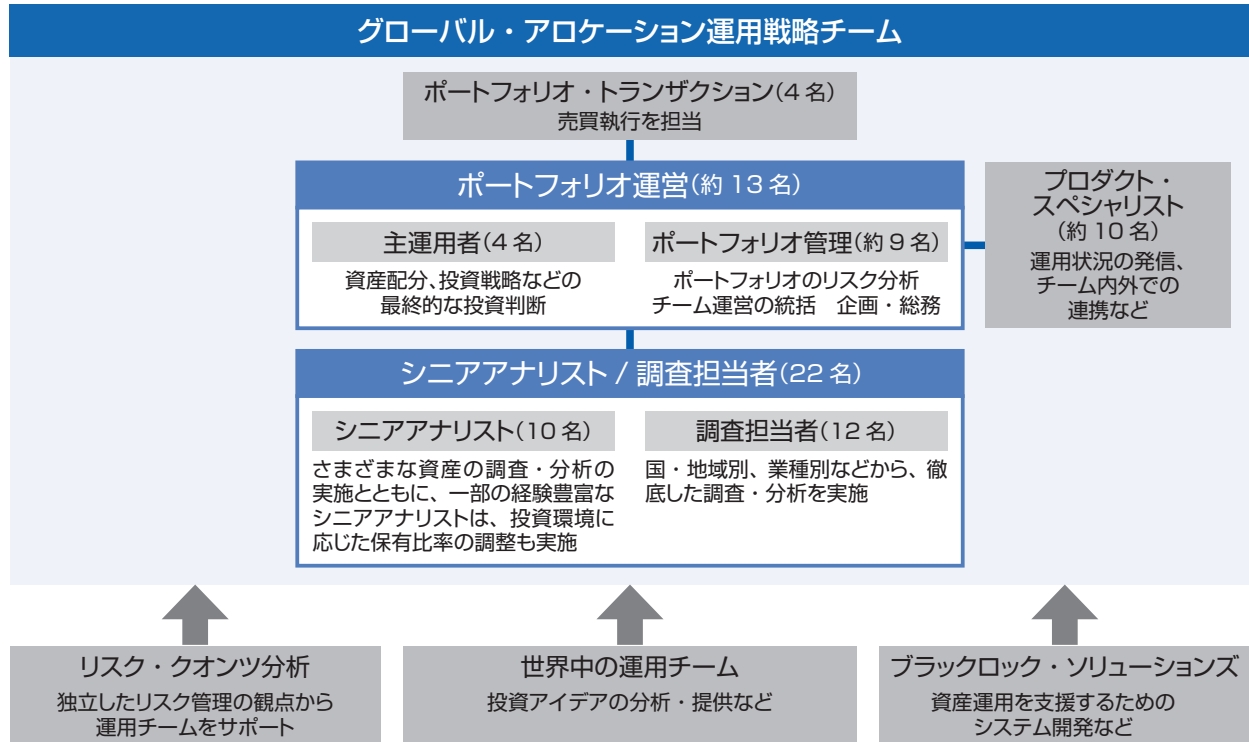 グローバル・アロケーション運用戦略チーム
ポートフォリオ・トランザクション(4名)
売買執行を担当
ポートフォリオ運営(約13名)
主運用者(4名)
資産配分、投資戦略などの
最終的な投資判断
ポートフォリオ管理(約9名)
ポートフォリオのリスク分析
チーム運営の統括　企画・総務
プロダクト・
スペシャリスト
(約10名)
運用状況の発信、
チーム内外での
連携など
シニアアナリスト / 調査担当者(22名)
シニアアナリスト(10名)
さまざまな資産の調査・分析の
実施とともに、一部の経験豊富な
シニアアナリストは、投資環境に
応じた保有比率の調整も実施
調査担当者(12名)
国・地域別、業種別などから、徹
底した調査・分析を実施
リスク・クオンツ分析
独立したリスク管理の観点から
運用チームをサポート
世界中の運用チーム
投資アイデアの分析・提供など
ブラックロック・ソリューションズ
資産運用を支援するための
システム開発など